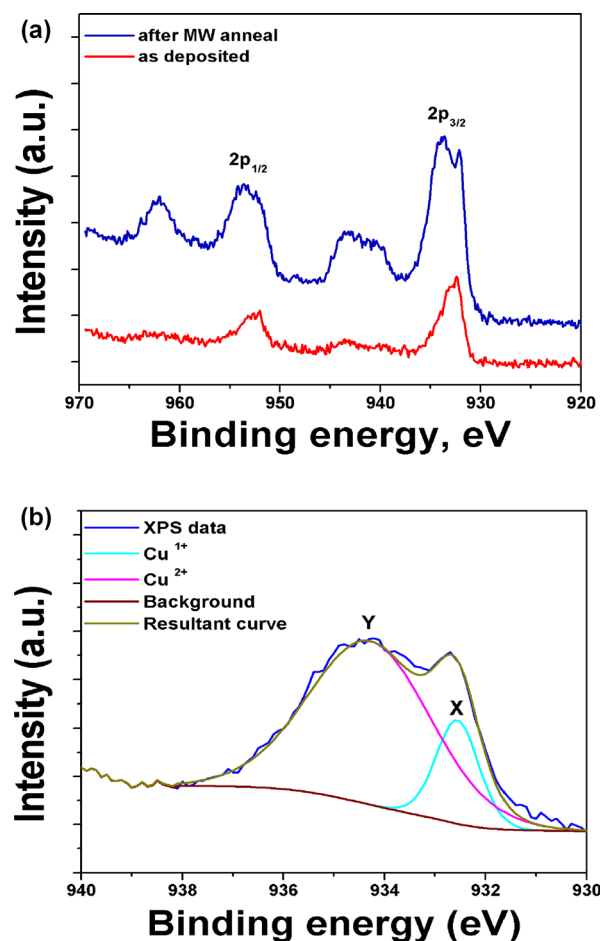 (a)
after MW anneal
as deposited
2p3/2
2p1/2
Intensity (a.u.)
970 960 950 940 930 920
Binding energy, eV
(b)
XPS data
Cu 1+
Cu 2+
Background
Resultant curve
Y
X
Intensity (a.u.)
940 938 936 934 932 930
Binding energy (eV)